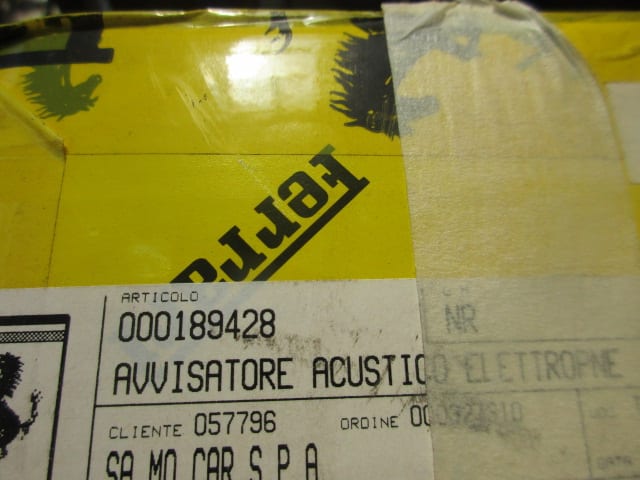 Ferrari
ARTICOLO
000189428
NR
AVVISATORE ACUSTICO ELETTROPNE
CLIENTE 057796 ORDINE
SA.MO.CAR S.P.A